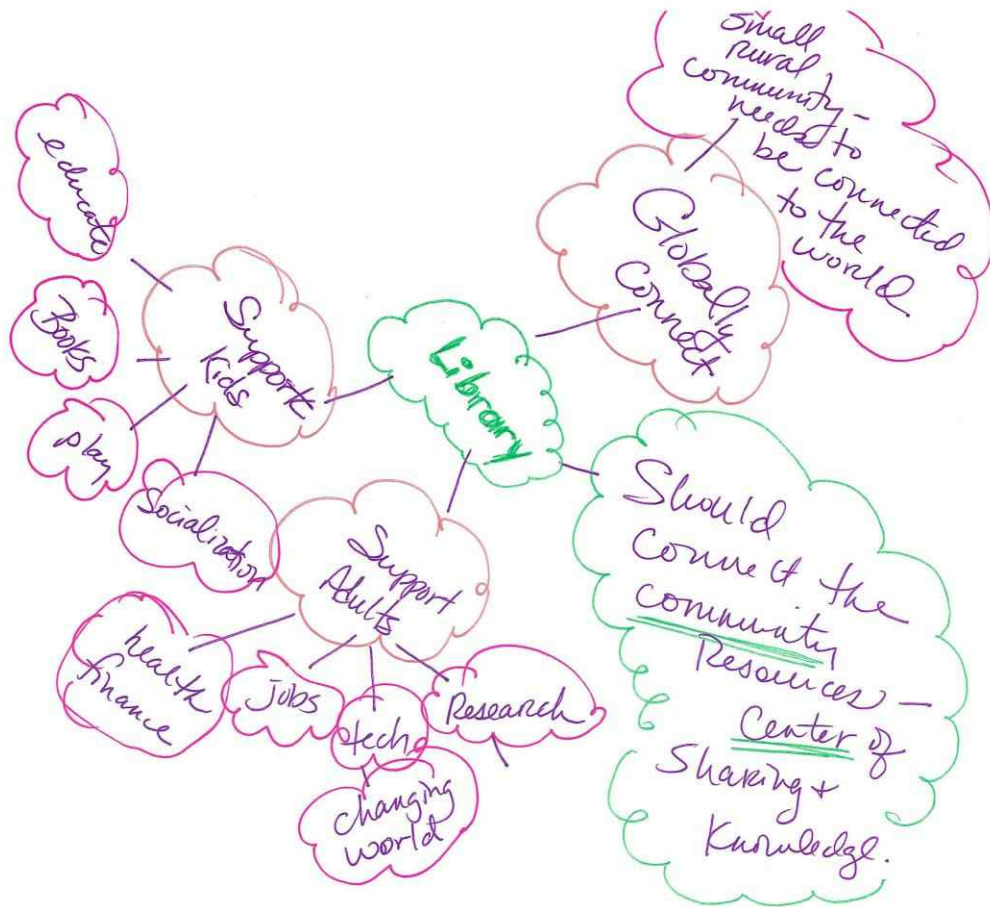 Small
rural
community-
needs to
be connected
to the
world
Globally
Connect
educate
Books
play
Socialization
Supports
Kids
Library
Support
Adults
health
finance
Jobs
tech
Research
changing
world
Should
Connect the
community
Resources -
Center of
Sharing +
Knowledge.